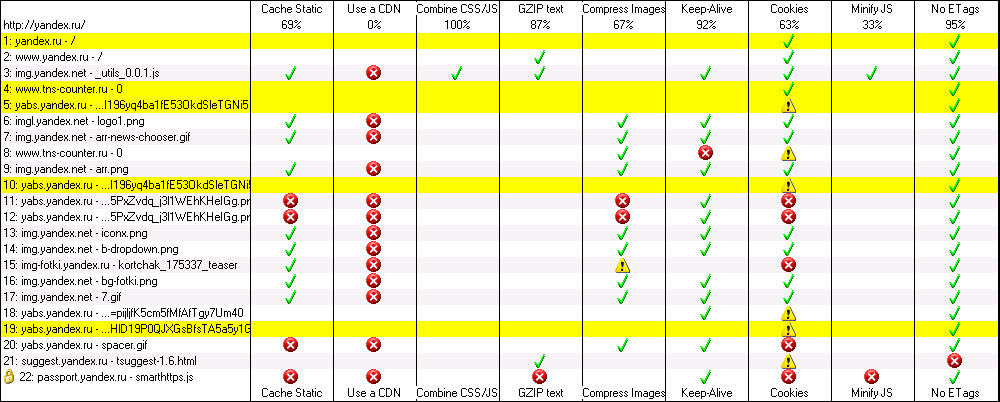 Cache Static Use a CDN Combine CSS/JS GZIP text Compress Images Keep-Alive Cookies Minify JS No ETags
http://yandex.ru/ 69% 0% 100% 87% 67% 92% 63% 33% 95%
1: yandex.ru - /
2: www.yandex.ru - /
3: img.yandex.net - _utils_0.0.1.js
4: www.tns-counter.ru - 0
5: yabs.yandex.ru - ...l196yq4ba1fE53OkdSleTGNi5
6: imgl.yandex.net - logo1.png
7: img.yandex.net - arr-news-chooser.gif
8: www.tns-counter.ru - 0
9: img.yandex.net - arr.png
10: yabs.yandex.ru - ...l196yq4ba1fE53OkdSleTGNi5
11: yabs.yandex.ru - ...5PxZvdq_j3l1WEhKHelGg.pr
12: yabs.yandex.ru - ...5PxZvdq_j3l1WEhKHelGg.pr
13: img.yandex.net - iconx.png
14: img.yandex.net - b-dropdown.png
15: img-fotki.yandex.ru - kortchak_175337_teaser
16: img.yandex.net - bg-fotki.png
17: img.yandex.net - 7.gif
18: yabs.yandex.ru - ...=pijljfK5cm5fMfAfTgy7Um40
19: yabs.yandex.ru - ...HID19P0QJXGsBfsTA5a5y1G
20: yabs.yandex.ru - spacer.gif
21: suggest.yandex.ru - tsuggest-1.6.html
22: passport.yandex.ru - smarthttps.js
Cache Static Use a CDN Combine CSS/JS GZIP text Compress Images Keep-Alive Cookies Minify JS No ETags